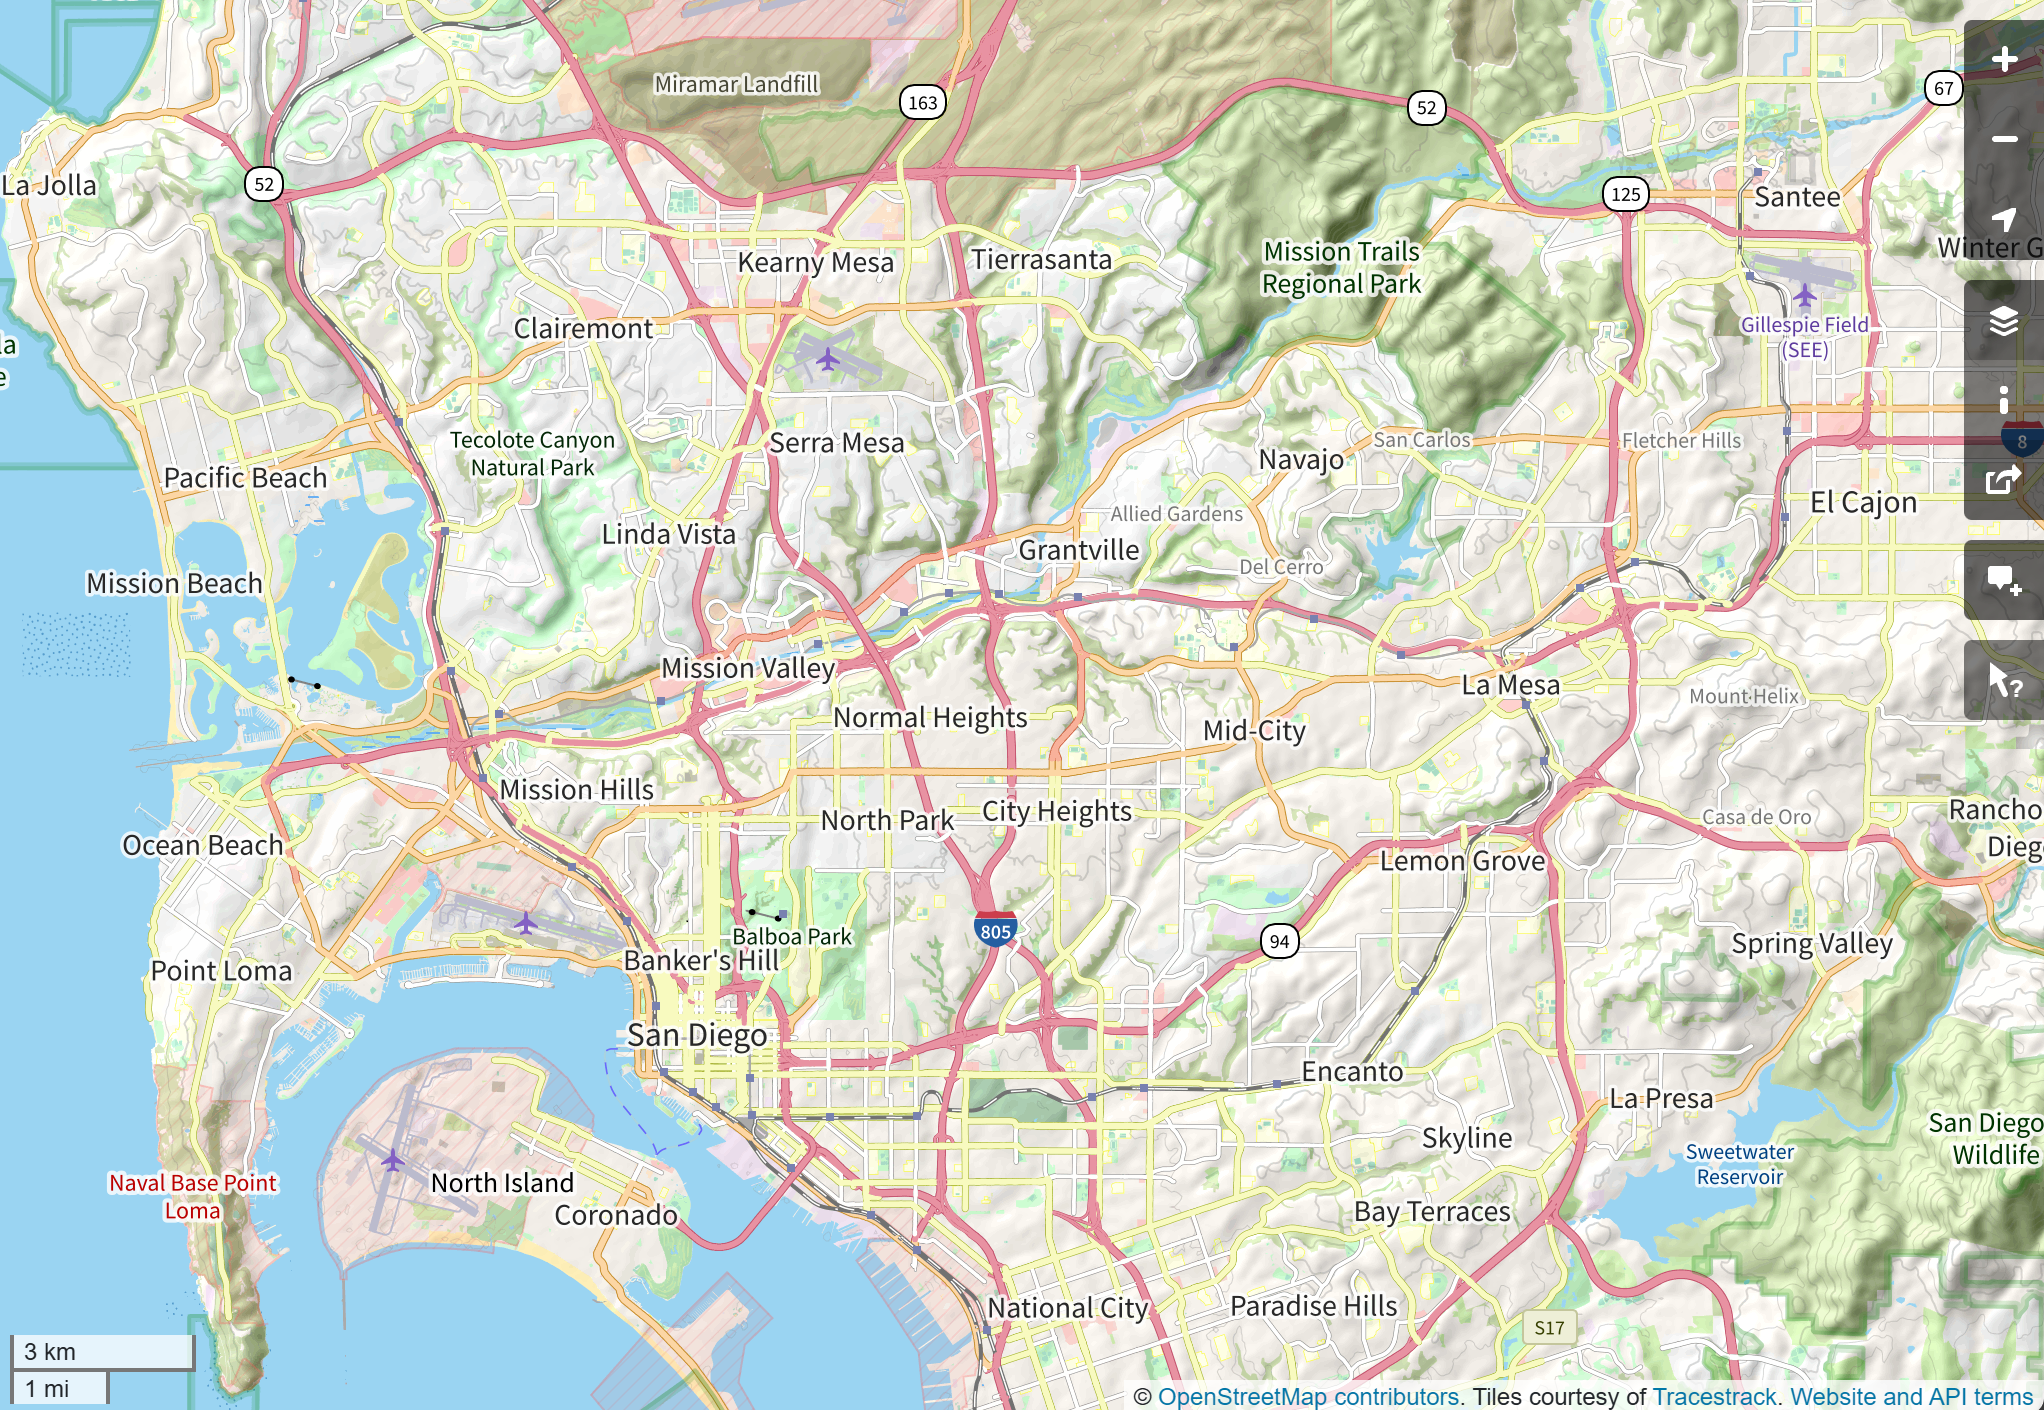 Miramar Landfill
163
52
67
La Jolla
52
125
Santee
Winter G
Kearny Mesa
Tierrasanta
Mission Trails
Regional Park
Clairemont
Gillespie Field
(SEE)
la
e
Tecolote Canyon
Natural Park
Serra Mesa
San Carlos
Fletcher Hills
8
Navajo
Pacific Beach
Allied Gardens
El Cajon
Linda Vista
Grantville
Del Cerro
Mission Beach
Mission Valley
La Mesa
Mount Helix
Normal Heights
Mid-City
Mission Hills
North Park
City Heights
Casa de Oro
Rancho
Dieg
Ocean Beach
Lemon Grove
805
94
Balboa Park
Banker's Hill
Spring Valley
Point Loma
San Diego
Encanto
La Presa
San Diego
Wildlife
Skyline
Sweetwater
Reservoir
Naval Base Point
Loma
North Island
Coronado
Bay Terraces
National City
Paradise Hills
S17
3 km
1 mi
© OpenStreetMap contributors. Tiles courtesy of Tracestrack. Website and API terms